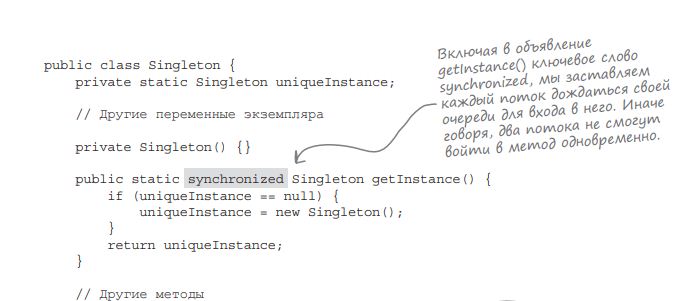 public class Singleton {
private static Singleton uniqueInstance;
// Другие переменные экземпляра
private Singleton() {}
public static synchronized Singleton getInstance() {
if (uniqueInstance == null) {
uniqueInstance = new Singleton();
}
return uniqueInstance;
}
// Другие методы
Включая в объявление
getInstance() ключевое слово
synchronized, мы заставляем
каждый поток дождаться своей
очереди для входа в него. Иначе
говоря, два потока не смогут
войти в метод одновременно.